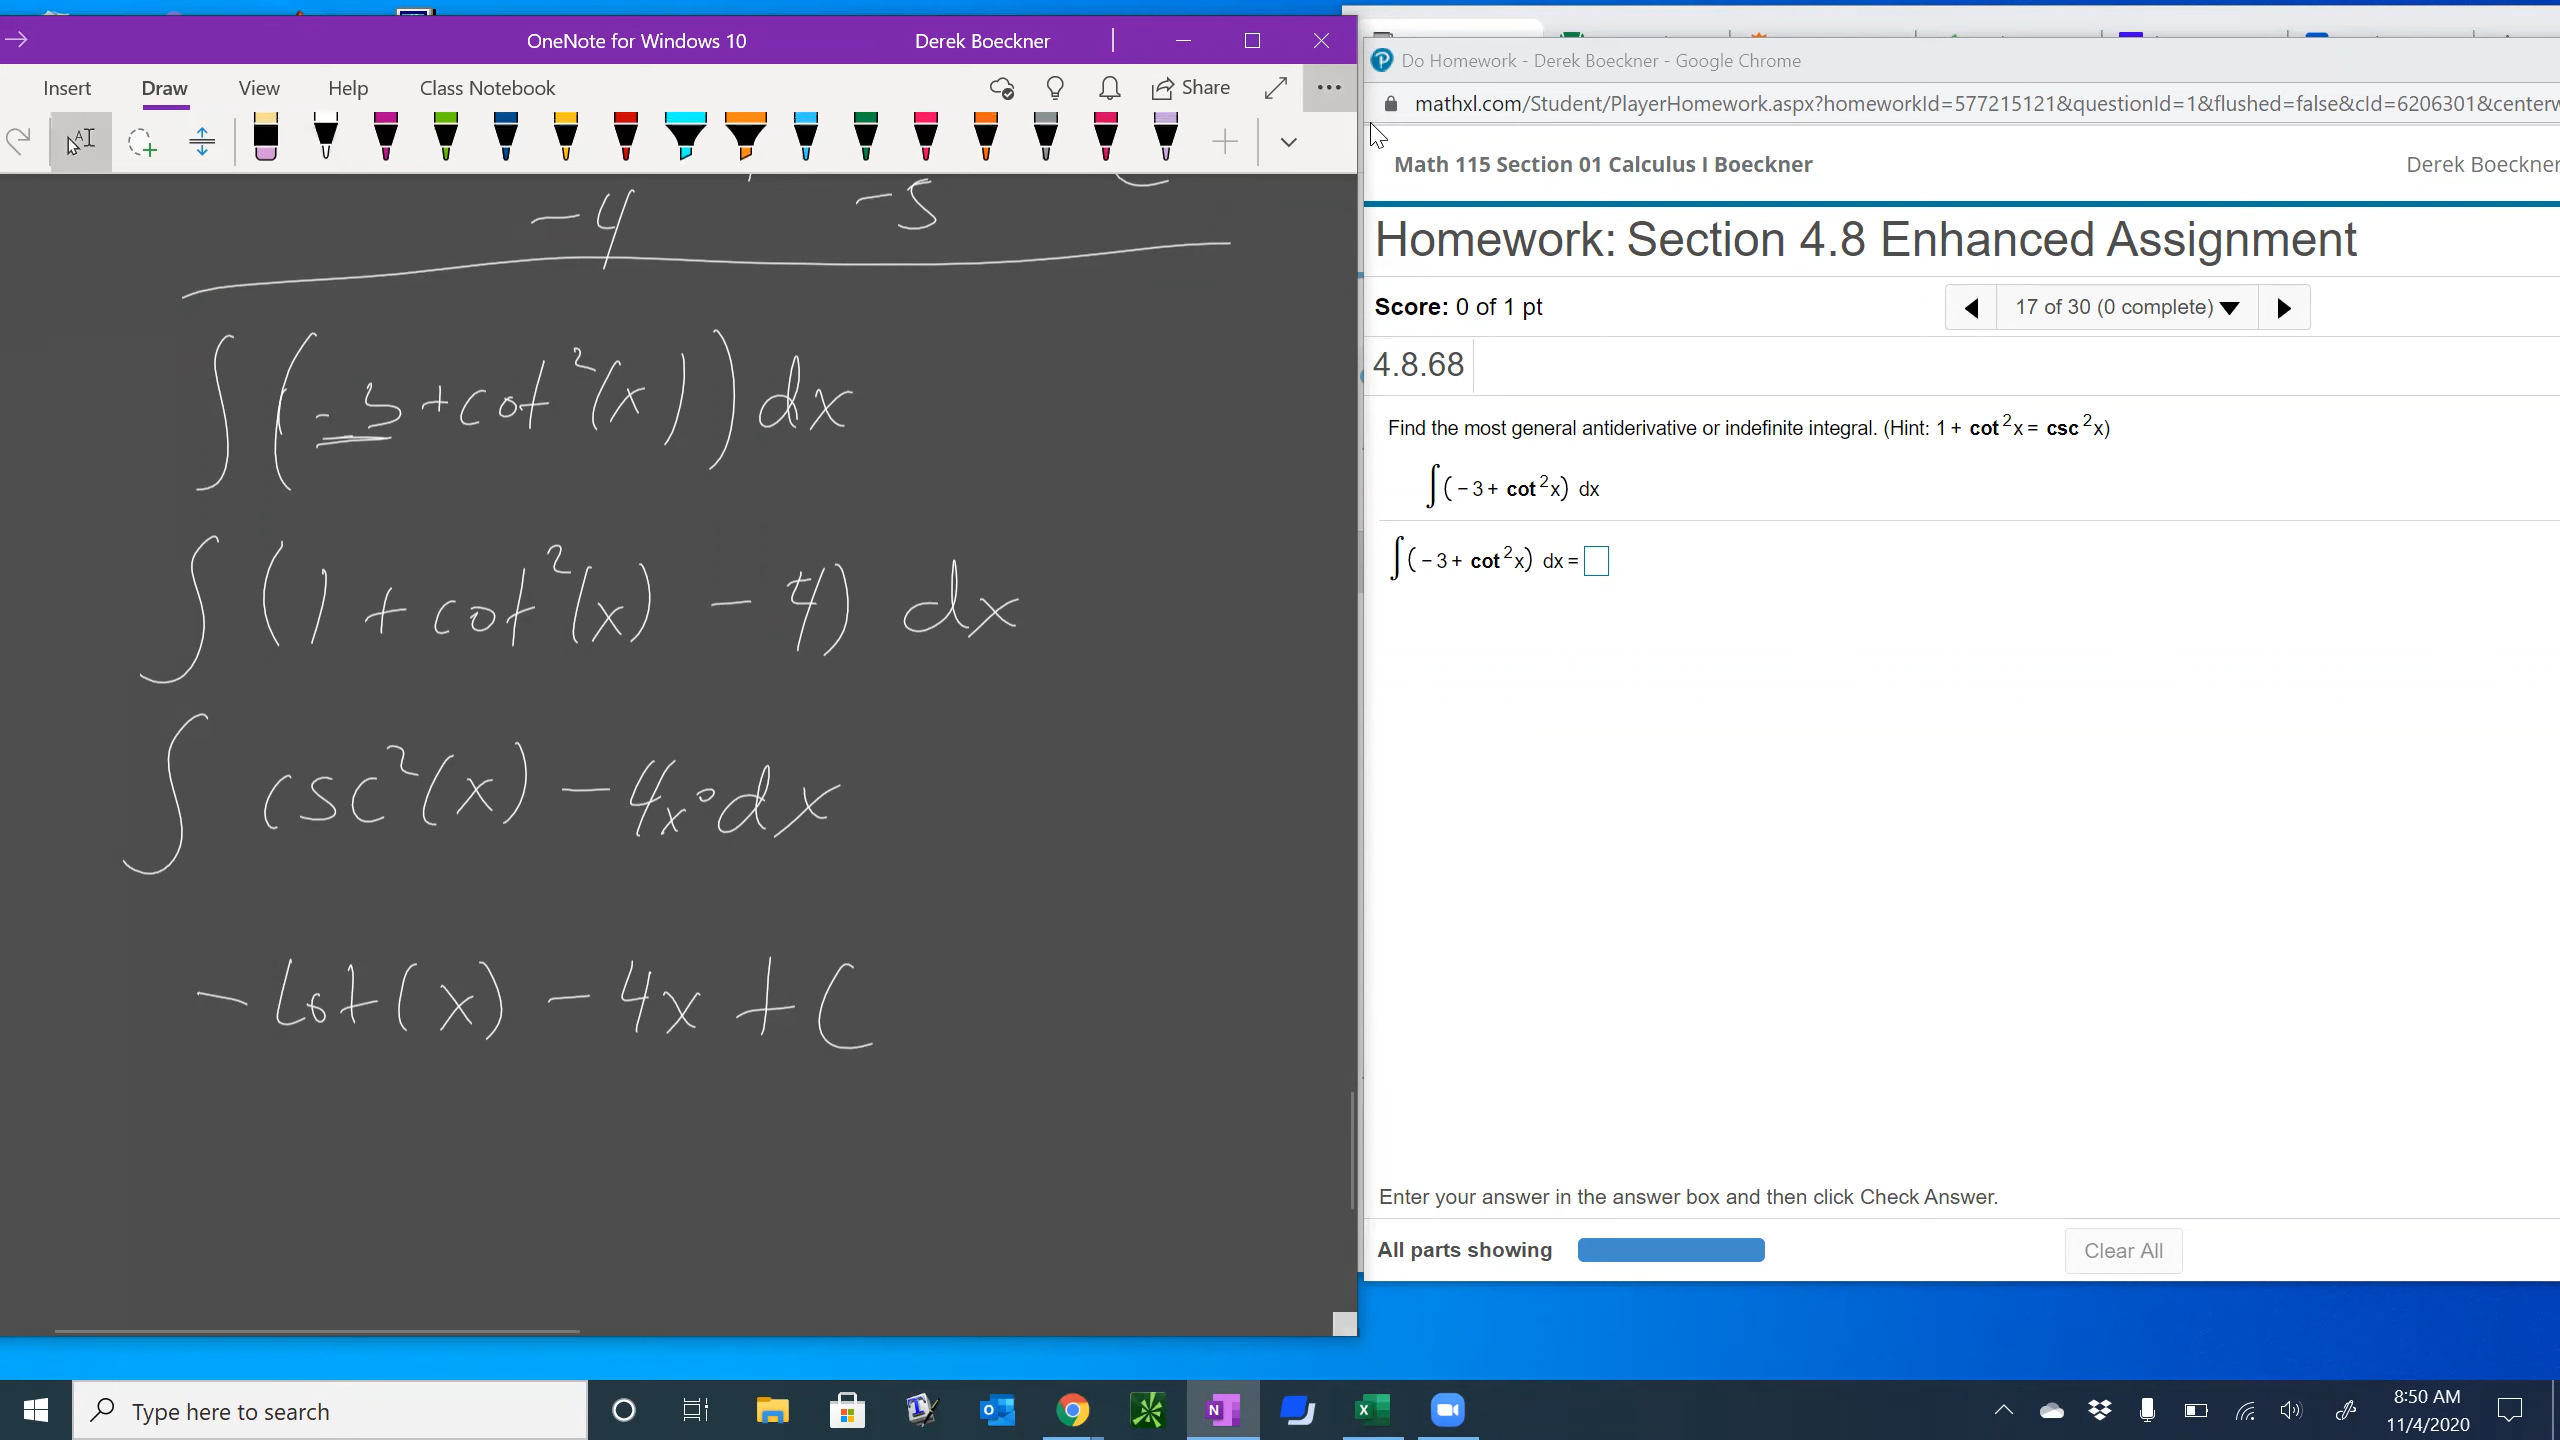 OneNote for Windows 10 Derek Boeckner
Insert Draw View Help Class Notebook Share
-4 -5
∫(-3+cot²(x))dx
∫(1+cot²(x)-4) dx
∫ csc²(x)-4x⁰dx
-cot(x)-4x+C
Do Homework - Derek Boeckner - Google Chrome
mathxl.com/Student/PlayerHomework.aspx?homeworkId=577215121&questionId=1&flushed=false&cId=6206301&centerw
Math 115 Section 01 Calculus I Boeckner Derek Boeckner
Homework: Section 4.8 Enhanced Assignment
Score: 0 of 1 pt 17 of 30 (0 complete)
4.8.68
Find the most general antiderivative or indefinite integral. (Hint: 1 + cot²x = csc²x)
∫(-3 + cot²x) dx
∫(-3 + cot²x) dx =
Enter your answer in the answer box and then click Check Answer.
All parts showing Clear All
Type here to search
8:50 AM
11/4/2020